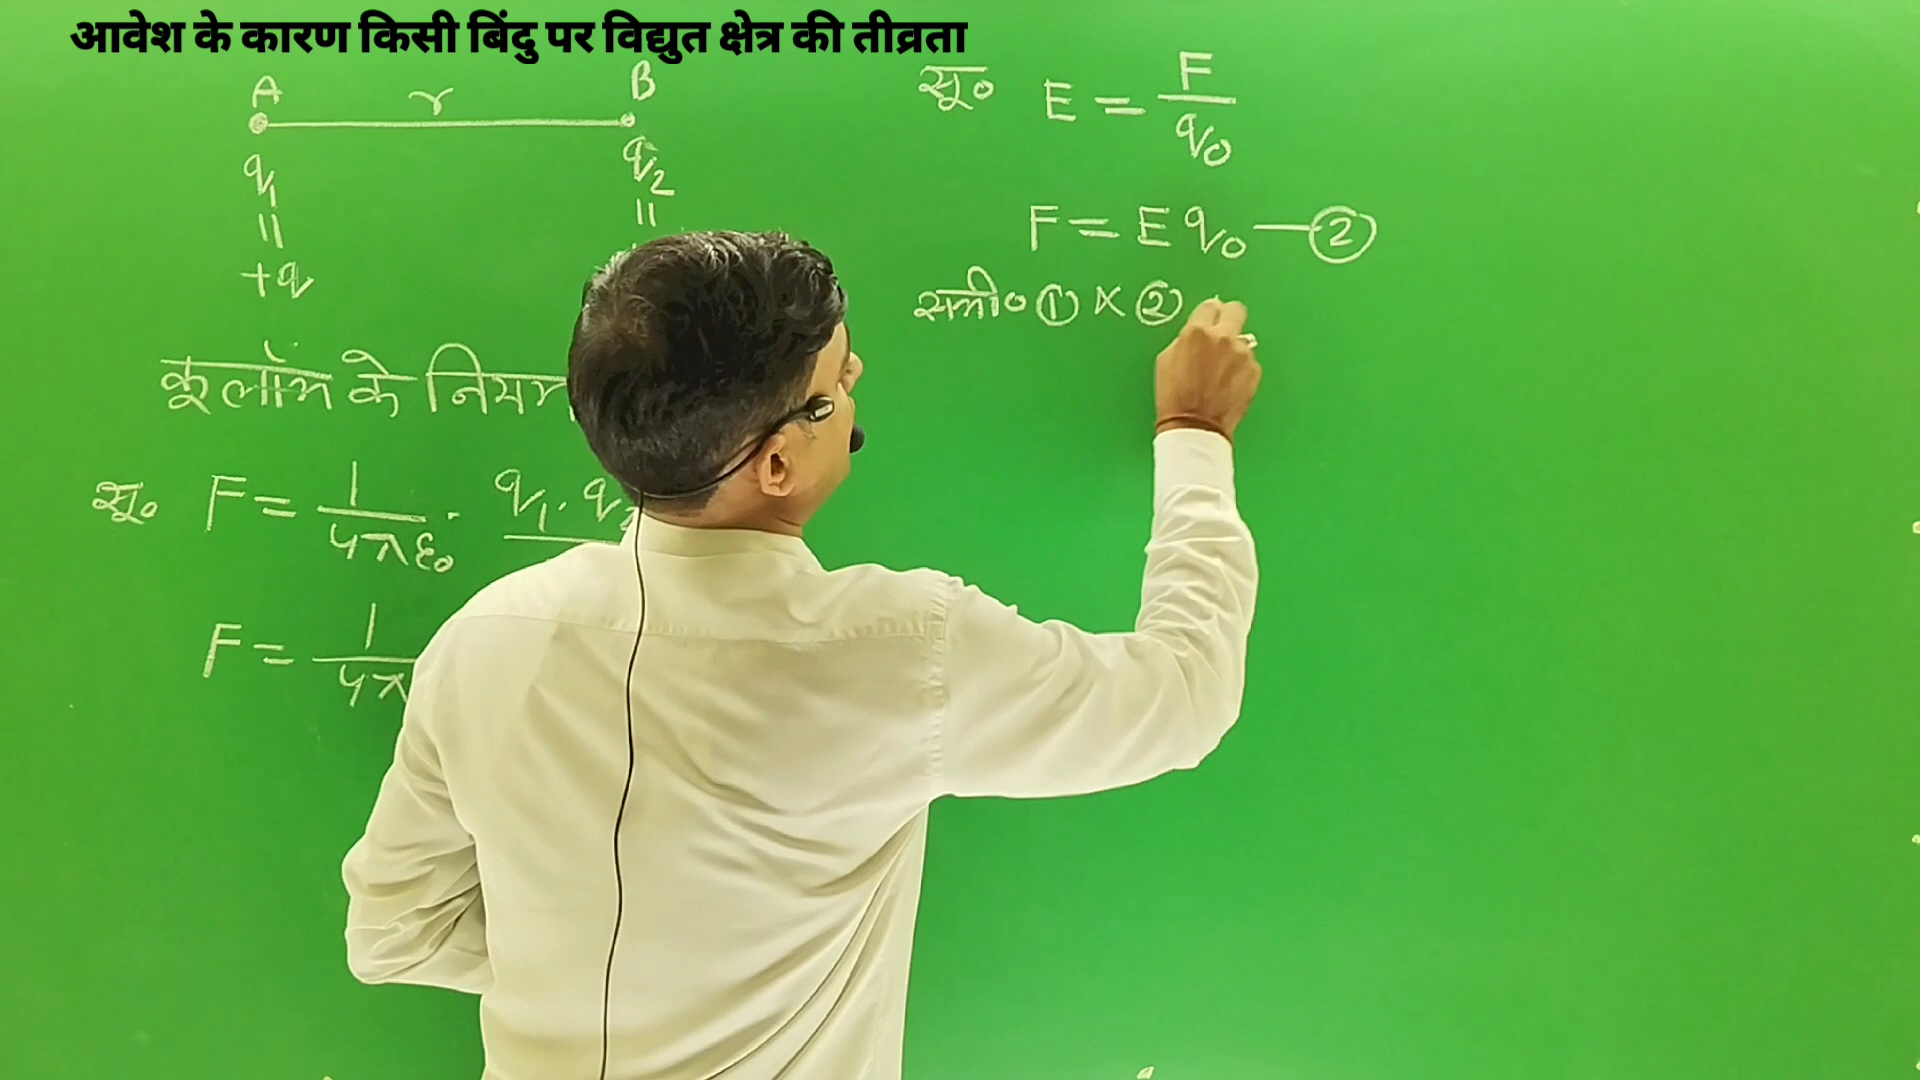 आवेश के कारण किसी बिंदु पर विद्युत क्षेत्र की तीव्रता
A r B
q₁ q₂
|| ||
+q
कूलॉम के नियम
सू० F = 1/4πε₀ . q₁.q₂
F = 1/4π
सू० E = F/q₀
F = E q₀ — ②
समी० ① × ②